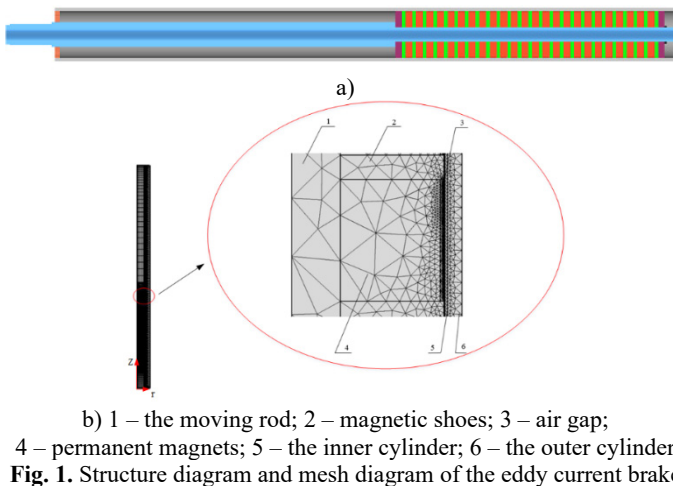 a)
1 2 3
Z
r
4 5 6
b) 1 – the moving rod; 2 – magnetic shoes; 3 – air gap;
4 – permanent magnets; 5 – the inner cylinder; 6 – the outer cylinder
Fig. 1. Structure diagram and mesh diagram of the eddy current brake